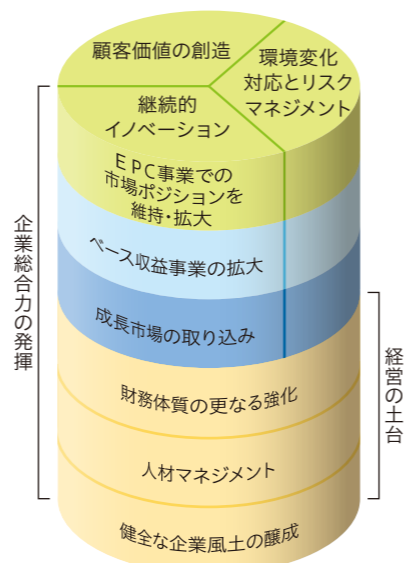 顧客価値の創造
環境変化
対応とリスク
マネジメント
継続的
イノベーション
EPC事業での
市場ポジションを
維持・拡大
ベース収益事業の拡大
成長市場の取り込み
財務体質の更なる強化
人材マネジメント
健全な企業風土の醸成
企業総合力の発揮
経営の土台